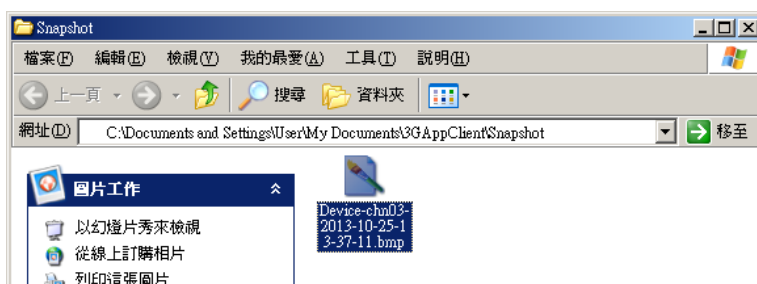 Snapshot
檔案(F) 編輯(E) 檢視(V) 我的最愛(A) 工具(T) 說明(H)
上一頁 搜尋 資料夾
網址(D) C:\Documents and Settings\User\My Documents\3GAppClient\Snapshot 移至
圖片工作
以幻燈片秀來檢視
從線上訂購相片
列印這張圖片
Device-chn03-
2013-10-25-1
3-37-11.bmp